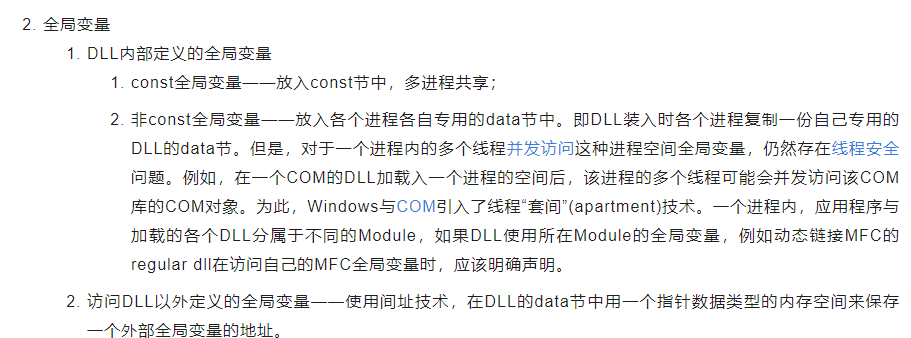 2. 全局变量
1. DLL内部定义的全局变量
1. const全局变量——放入const节中，多进程共享；
2. 非const全局变量——放入各个进程各自专用的data节中。即DLL装入时各个进程复制一份自己专用的
DLL的data节。但是，对于一个进程内的多个线程并发访问这种进程空间全局变量，仍然存在线程安全
问题。例如，在一个COM的DLL加载入一个进程的空间后，该进程的多个线程可能会并发访问该COM
库的COM对象。为此，Windows与COM引入了线程“套间”(apartment)技术。一个进程内，应用程序与
加载的各个DLL分属于不同的Module，如果DLL使用所在Module的全局变量，例如动态链接MFC的
regular dll在访问自己的MFC全局变量时，应该明确声明。
2. 访问DLL以外定义的全局变量——使用间址技术，在DLL的data节中用一个指针数据类型的内存空间来保存
一个外部全局变量的地址。